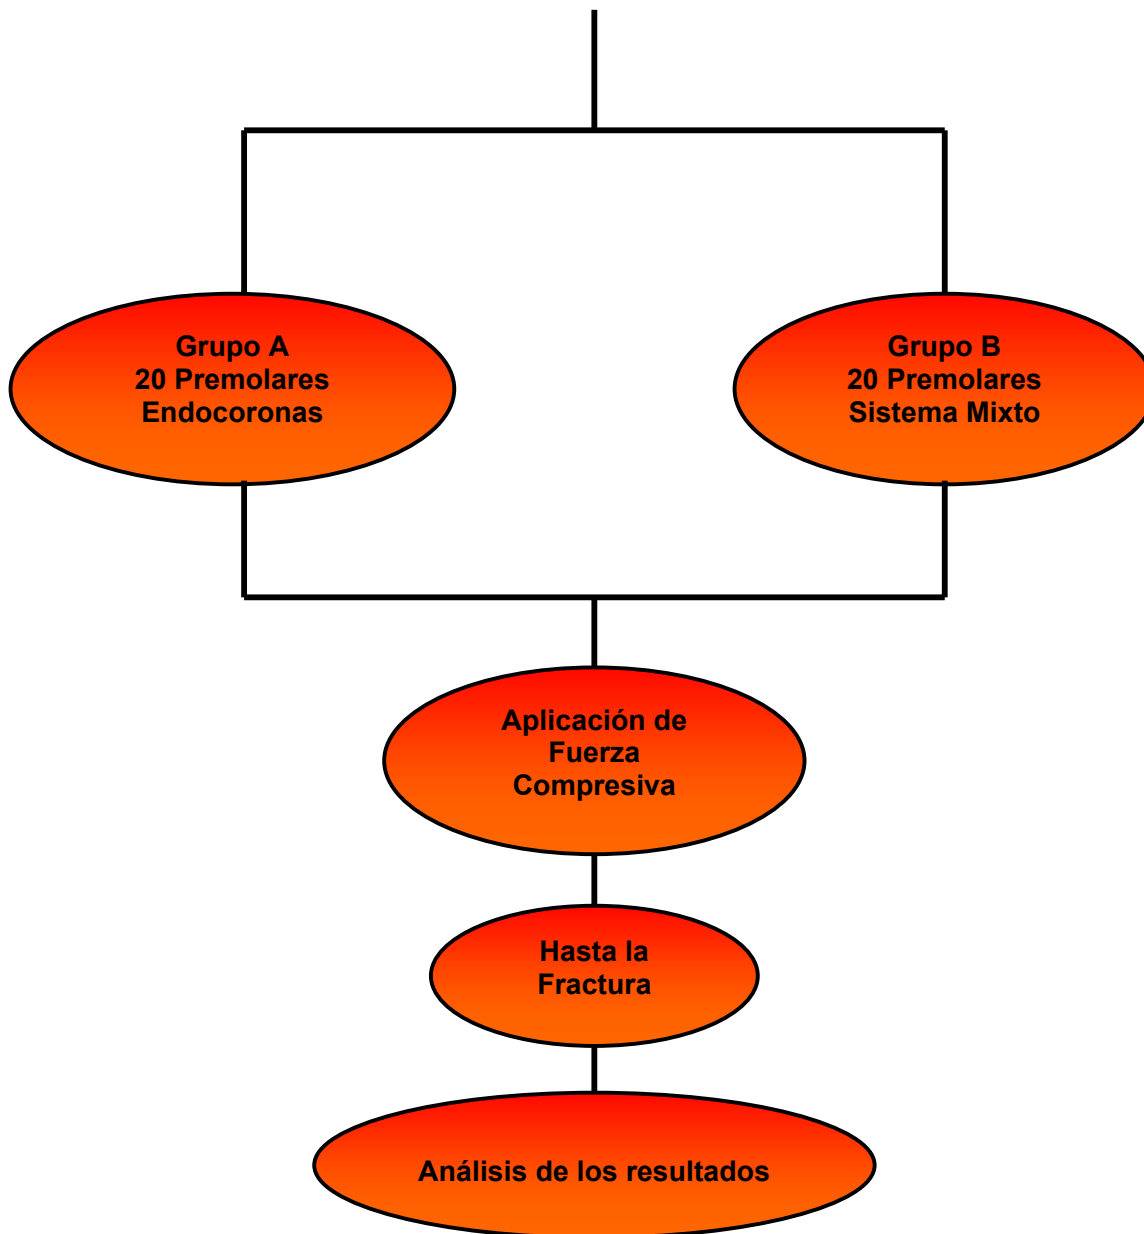 Grupo A
20 Premolares
Endocoronas
Grupo B
20 Premolares
Sistema Mixto
Aplicación de
Fuerza
Compresiva
Hasta la
Fractura
Análisis de los resultados